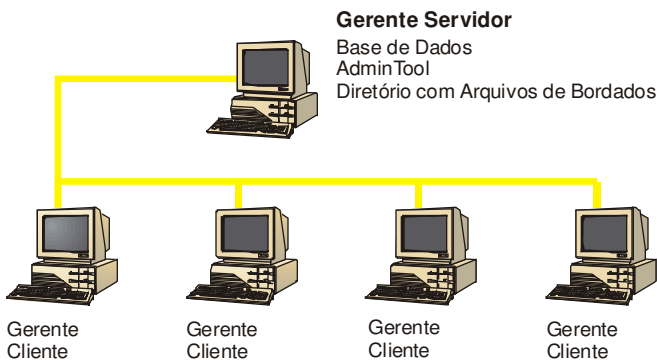 Gerente Servidor
Base de Dados
AdminTool
Diretório com Arquivos de Bordados
Gerente
Cliente
Gerente
Cliente
Gerente
Cliente
Gerente
Cliente